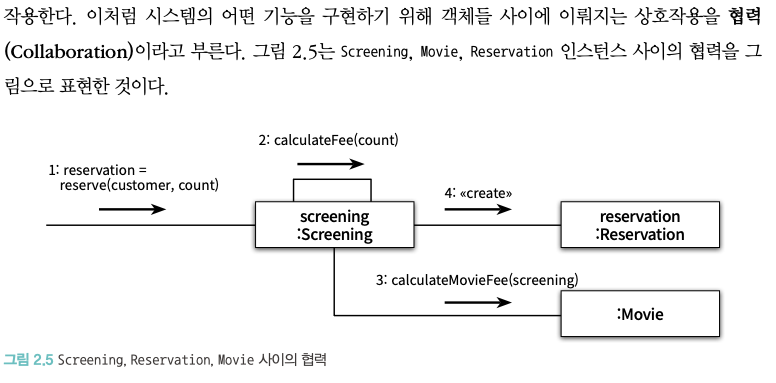 작용한다. 이처럼 시스템의 어떤 기능을 구현하기 위해 객체들 사이에 이뤄지는 상호작용을 협력
(Collaboration)이라고 부른다. 그림 2.5는 Screening, Movie, Reservation 인스턴스 사이의 협력을 그
림으로 표현한 것이다.
2: calculateFee(count)
1: reservation =
reserve(customer, count)
4: «create»
screening
:Screening
reservation
:Reservation
3: calculateMovieFee(screening)
:Movie
그림 2.5 Screening, Reservation, Movie 사이의 협력